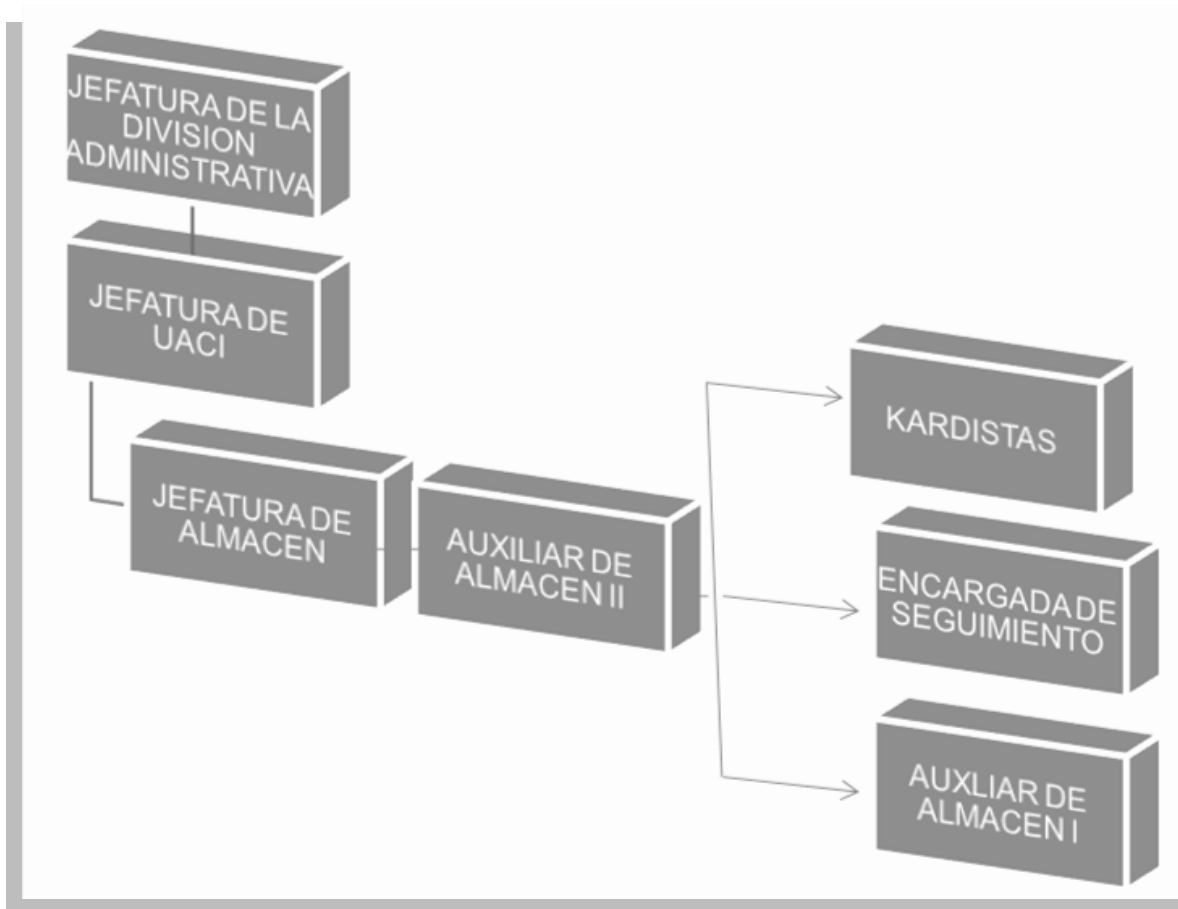 JEFATURA DE LA
DIVISION
ADMINISTRATIVA
JEFATURA DE
UACI
JEFATURA DE
ALMACEN
AUXILIAR DE
ALMACEN II
KARDISTAS
ENCARGADA DE
SEGUIMIENTO
AUXLIAR DE
ALMACEN I